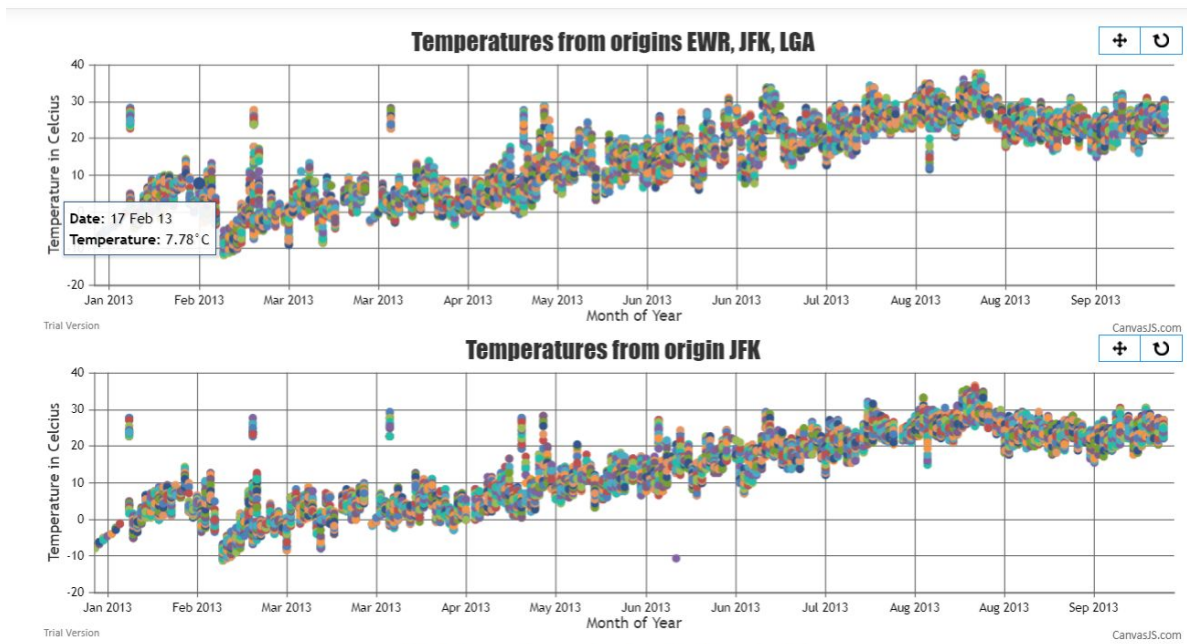 Temperatures from origins EWR, JFK, LGA
40
30
20
10
-20
Temperature in Celcius
Date: 17 Feb 13
Temperature: 7.78°C
Jan 2013 Feb 2013 Mar 2013 Mar 2013 Apr 2013 May 2013 Jun 2013 Jun 2013 Jul 2013 Aug 2013 Aug 2013 Sep 2013
Month of Year
Trial Version
CanvasJS.com
Temperatures from origin JFK
40
30
20
10
0
-10
-20
Temperature in Celcius
Jan 2013 Feb 2013 Mar 2013 Mar 2013 Apr 2013 May 2013 Jun 2013 Jun 2013 Jul 2013 Aug 2013 Aug 2013 Sep 2013
Month of Year
Trial Version
CanvasJS.com